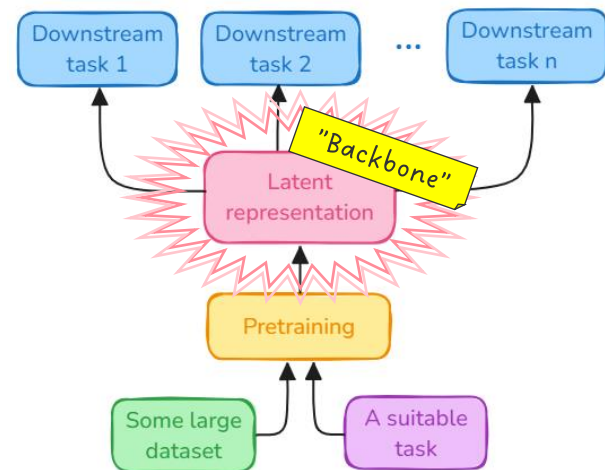 Downstream
task 1
Downstream
task 2
...
Downstream
task n
"Backbone"
Latent
representation
Pretraining
Some large
dataset
A suitable
task